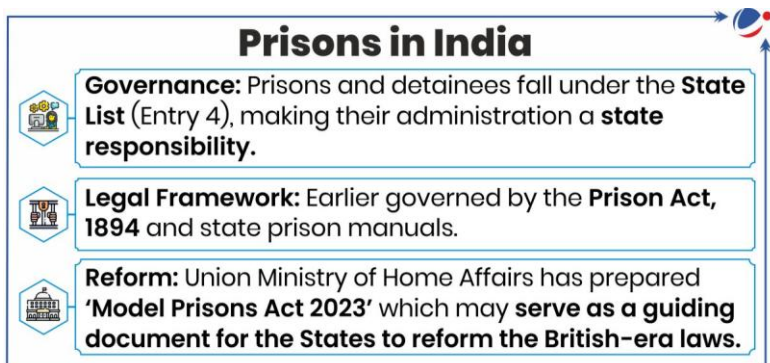 Prisons in India
Governance: Prisons and detainees fall under the State
List (Entry 4), making their administration a state
responsibility.
Legal Framework: Earlier governed by the Prison Act,
1894 and state prison manuals.
Reform: Union Ministry of Home Affairs has prepared
‘Model Prisons Act 2023’ which may serve as a guiding
document for the States to reform the British-era laws.